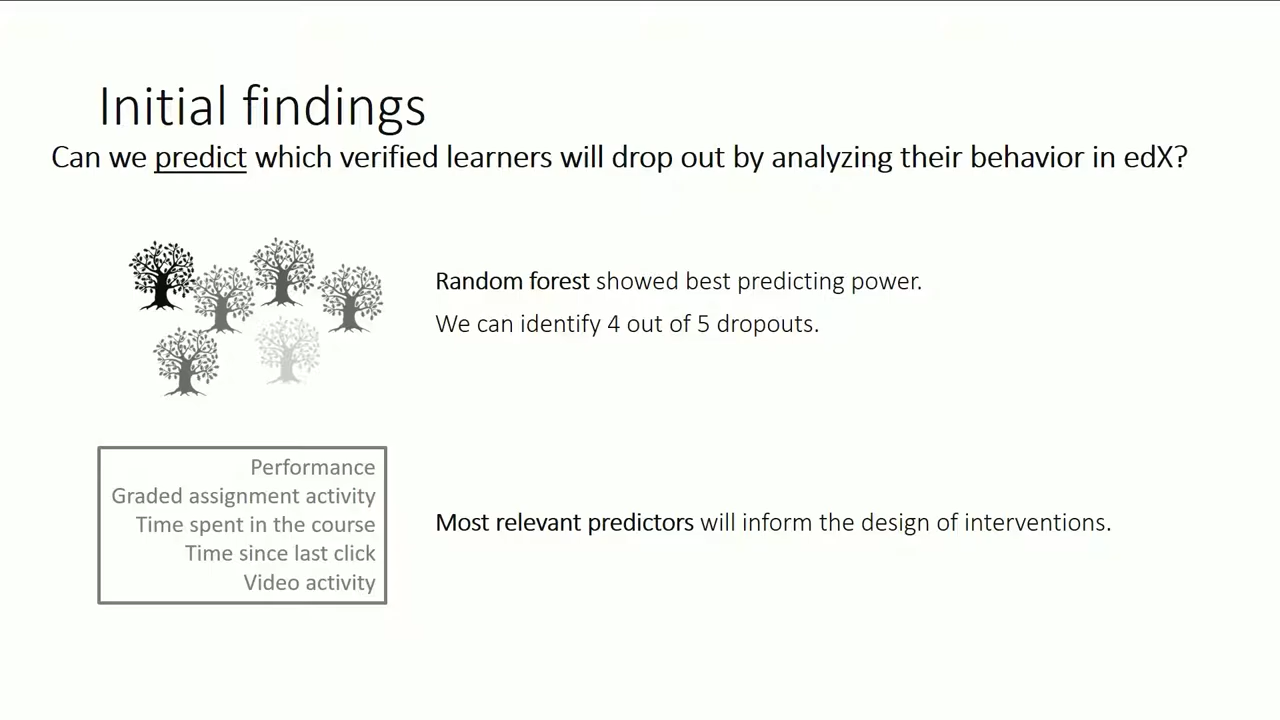 Initial findings
Can we predict which verified learners will drop out by analyzing their behavior in edX?
Random forest showed best predicting power.
We can identify 4 out of 5 dropouts.
Performance
Graded assignment activity
Time spent in the course
Time since last click
Video activity
Most relevant predictors will inform the design of interventions.